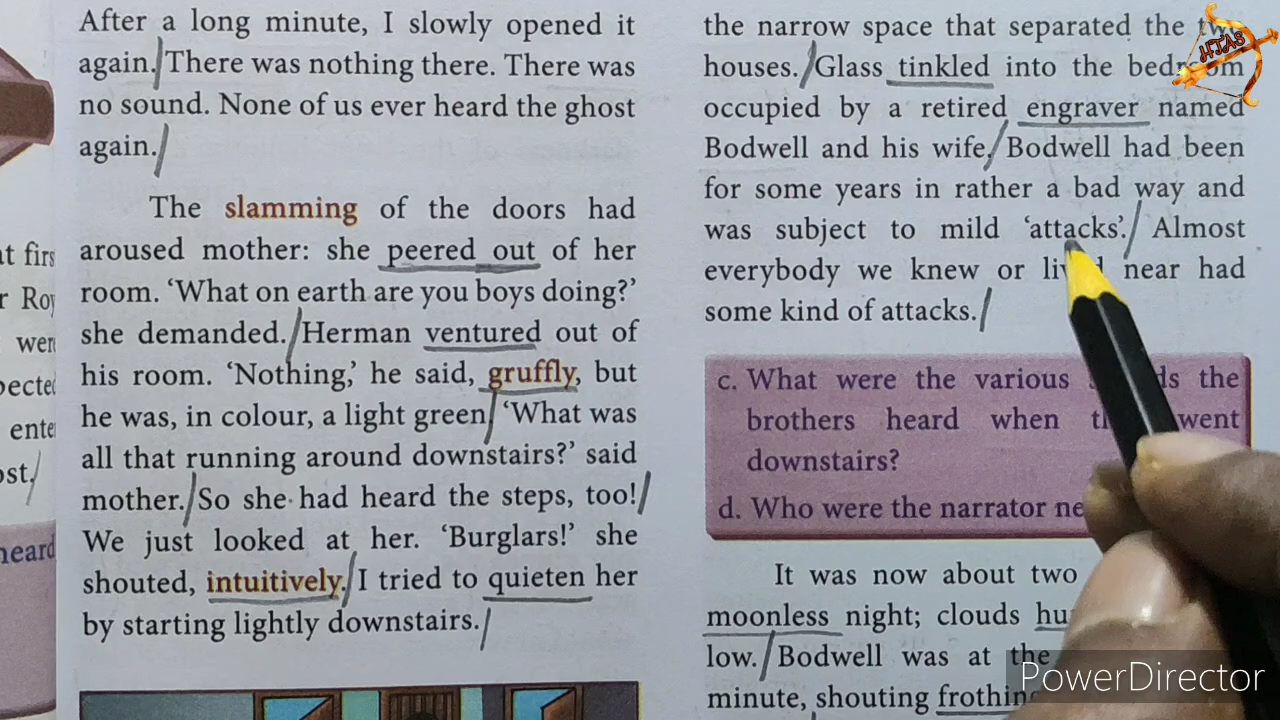 After a long minute, I slowly opened it
again. There was nothing there. There was
no sound. None of us ever heard the ghost
again.
The slamming of the doors had
aroused mother: she peered out of her
room. ‘What on earth are you boys doing?’
she demanded. Herman ventured out of
his room. ‘Nothing,’ he said, gruffly, but
he was, in colour, a light green. ‘What was
all that running around downstairs?’ said
mother. So she had heard the steps, too!
We just looked at her. ‘Burglars!’ she
shouted, intuitively. I tried to quieten her
by starting lightly downstairs.
the narrow space that separated the
houses. Glass tinkled into the
occupied by a retired engraver named
Bodwell and his wife. Bodwell had been
for some years in rather a bad way and
was subject to mild ‘attacks’. Almost
everybody we knew or near had
some kind of attacks.
c. What were the various the
brothers heard when went
downstairs?
d. Who were the narrator
It was now about two
moonless night; clouds
low. Bodwell was at the
minute, shouting
HTAS
PowerDirector
heard